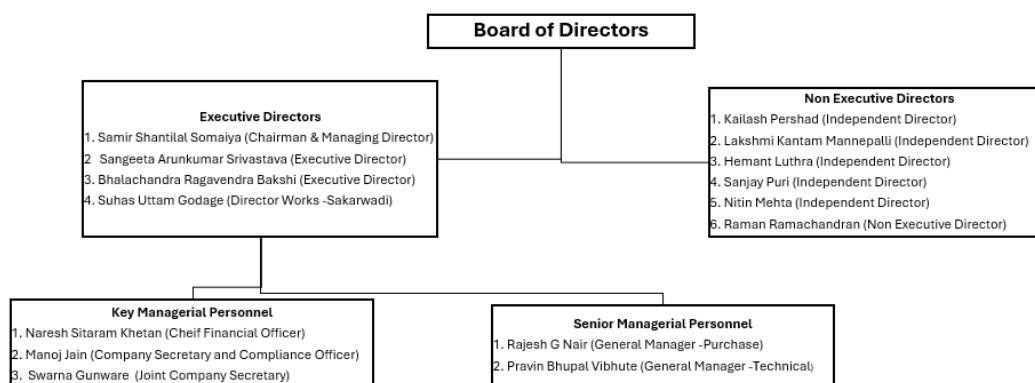 Board of Directors
Executive Directors
1. Samir Shantilal Somaiya (Chairman & Managing Director)
2 Sangeeta Arunkumar Srivastava (Executive Director)
3. Bhalachandra Ragavendra Bakshi (Executive Director)
4. Suhas Uttam Godage (Director Works -Sakarwadi)
Non Executive Directors
1. Kailash Pershad (Independent Director)
2. Lakshmi Kantam Mannepalli (Independent Director)
3. Hemant Luthra (Independent Director)
4. Sanjay Puri (Independent Director)
5. Nitin Mehta (Independent Director)
6. Raman Ramachandran (Non Executive Director)
Key Managerial Personnel
1. Naresh Sitaram Khetan (Cheif Financial Officer)
2. Manoj Jain (Company Secretary and Compliance Officer)
3. Swarna Gunware (Joint Company Secretary)
Senior Managerial Personnel
1. Rajesh G Nair (General Manager -Purchase)
2. Pravin Bhupal Vibhute (General Manager -Technical)